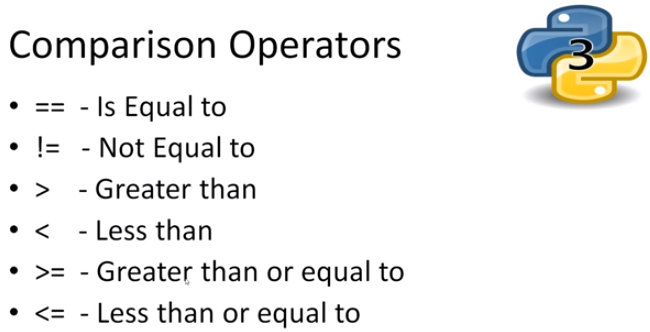 Comparison Operators
3
• == - Is Equal to
• != - Not Equal to
• > - Greater than
• < - Less than
• >= - Greater than or equal to
• <= - Less than or equal to